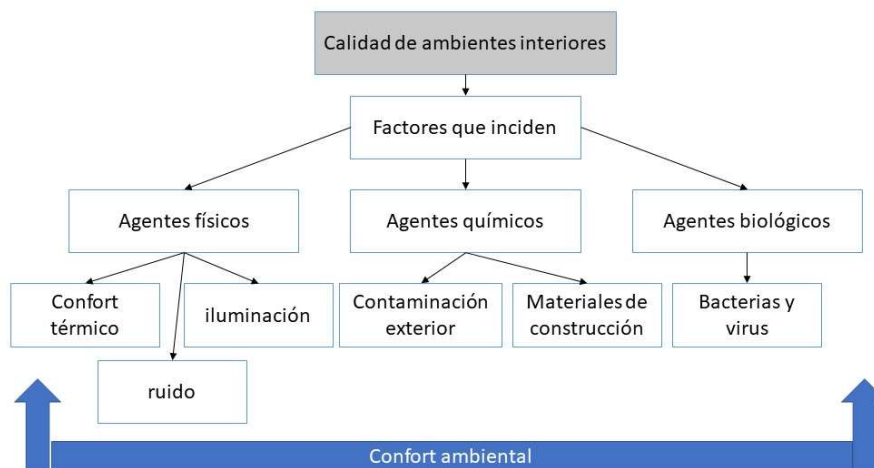 Calidad de ambientes interiores
Factores que inciden
Agentes físicos
Agentes químicos
Agentes biológicos
Confort
térmico
iluminación
Contaminación
exterior
Materiales de
construcción
Bacterias y
virus
ruido
Confort ambiental